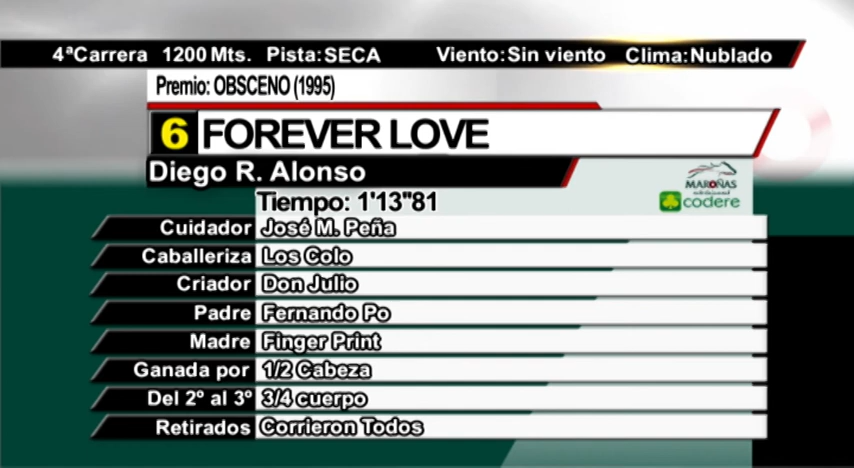 4ªCarrera 1200 Mts. Pista:SECA Viento:Sin viento Clima:Nublado
Premio: OBSCENO (1995)
6 FOREVER LOVE
Diego R. Alonso
MAROÑAS
Tiempo: 1'13"81
codere
Cuidador José M. Peña
Caballeriza Los Colo
Criador Don Julio
Padre Fernando Po
Madre Finger Print
Ganada por 1/2 Cabeza
Del 2º al 3º 3/4 cuerpo
Retirados Corrieron Todos